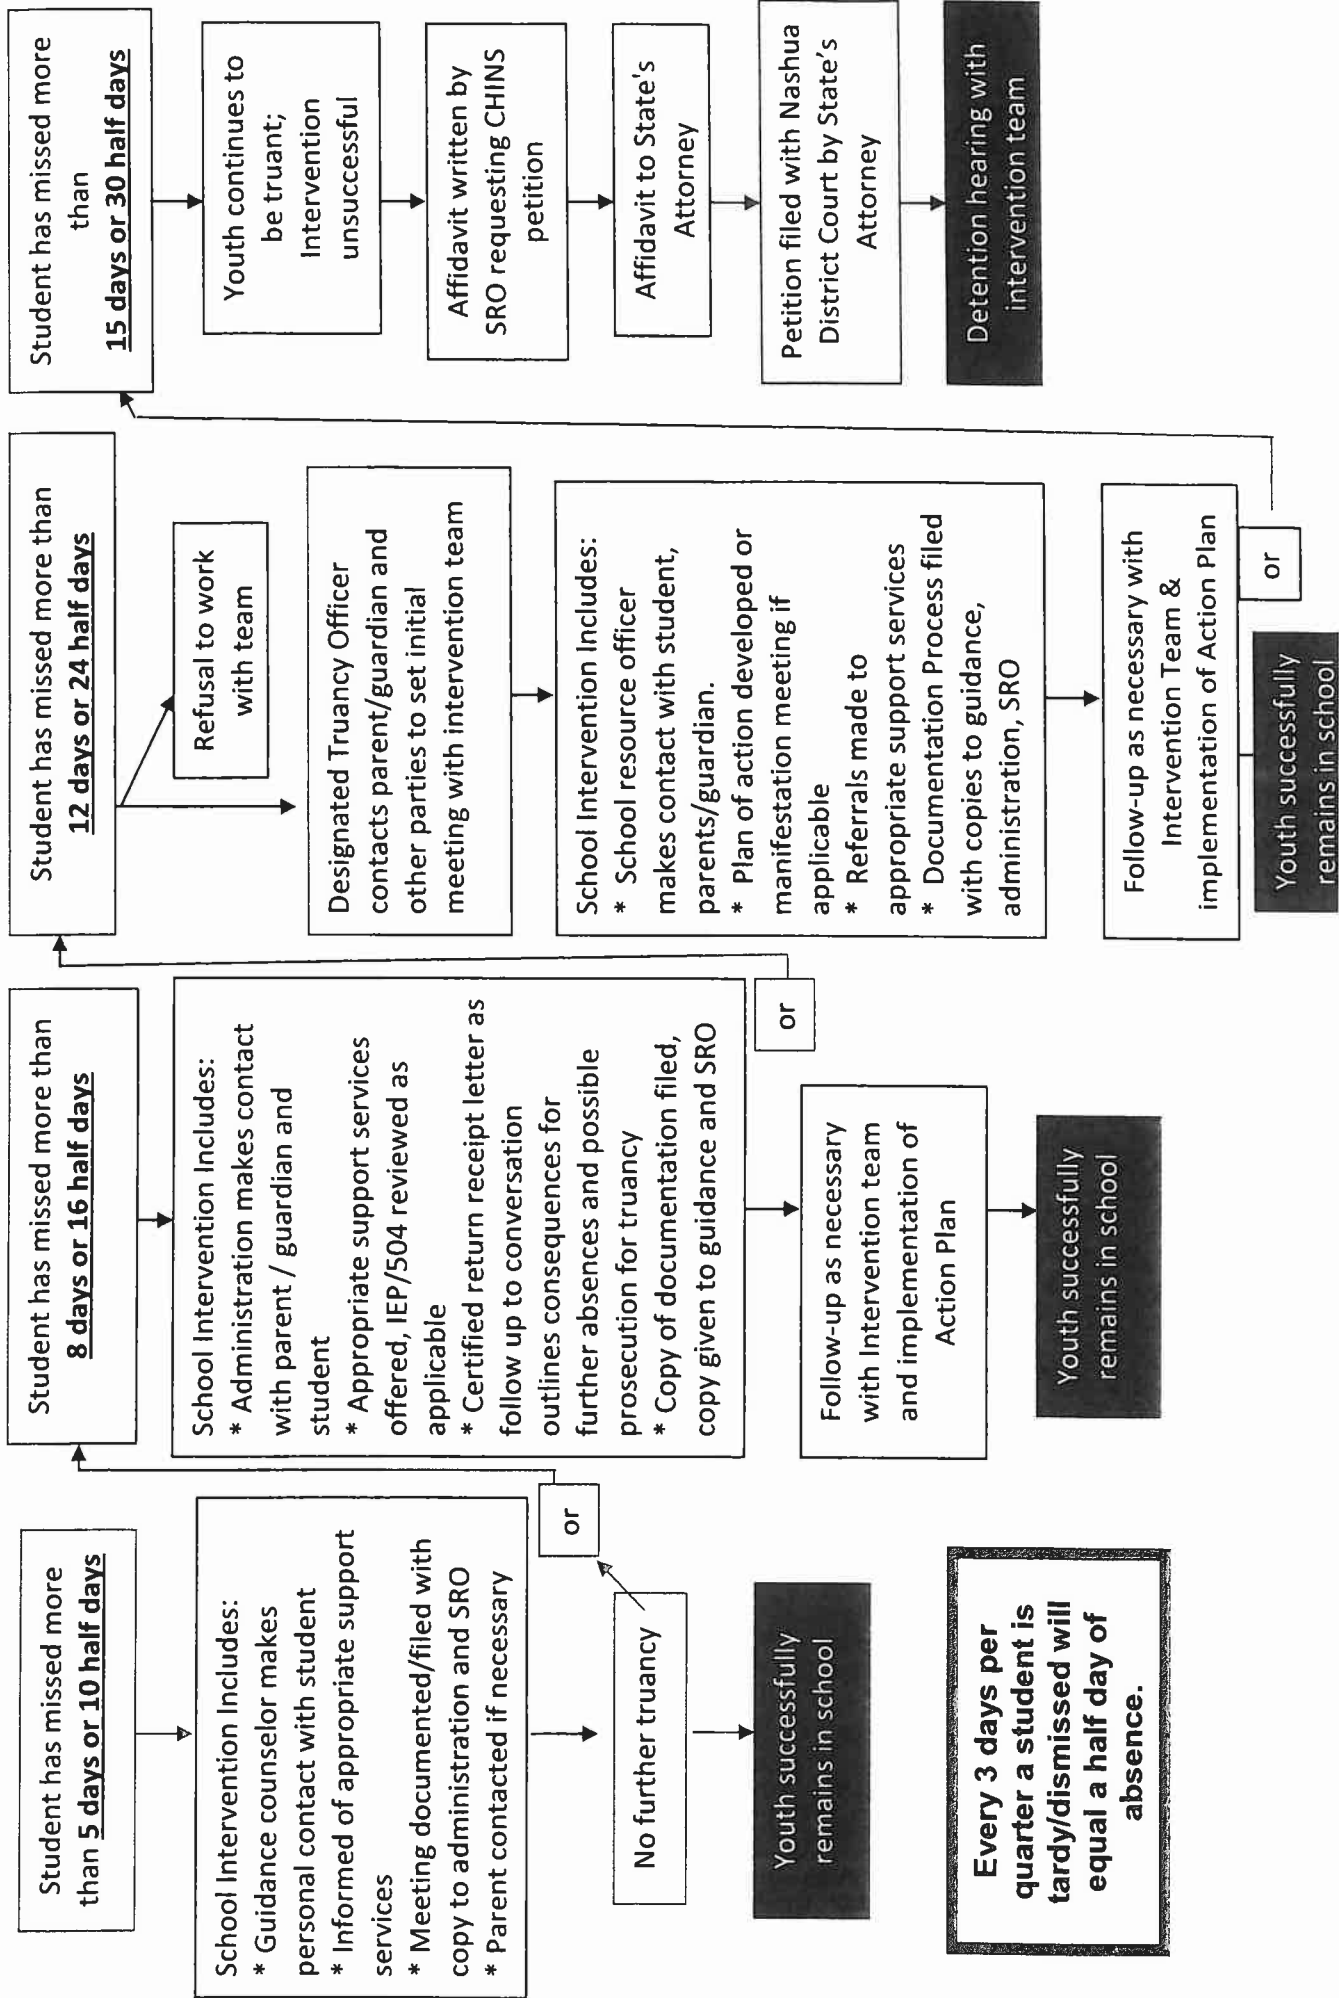 Student has missed more
than 5 days or 10 half days
School Intervention Includes:
* Guidance counselor makes
personal contact with student
* Informed of appropriate support
services
* Meeting documented/filed with
copy to administration and SRO
* Parent contacted if necessary
or
No further truancy
Youth successfully
remains in school
Every 3 days per
quarter a student is
tardy/dismissed will
equal a half day of
absence.
Student has missed more than
8 days or 16 half days
School Intervention Includes:
* Administration makes contact
with parent / guardian and
student
* Appropriate support services
offered, IEP/504 reviewed as
applicable
* Certified return receipt letter as
follow up to conversation
outlines consequences for
further absences and possible
prosecution for truancy
* Copy of documentation filed,
copy given to guidance and SRO
or
Follow-up as necessary
with Intervention team
and implementation of
Action Plan
Youth successfully
remains in school
Student has missed more than
12 days or 24 half days
Refusal to work
with team
Designated Truancy Officer
contacts parent/guardian and
other parties to set initial
meeting with intervention team
School Intervention Includes:
* School resource officer
makes contact with student,
parents/guardian.
* Plan of action developed or
manifestation meeting if
applicable
* Referrals made to
appropriate support services
* Documentation Process filed
with copies to guidance,
administration, SRO
Follow-up as necessary with
Intervention Team &
implementation of Action Plan
or
Youth successfully
remains in school
Student has missed more
than
15 days or 30 half days
Youth continues to
be truant;
Intervention
unsuccessful
Affidavit written by
SRO requesting CHINS
petition
Affidavit to State's
Attorney
Petition filed with Nashua
District Court by State's
Attorney
Detention hearing with
intervention team